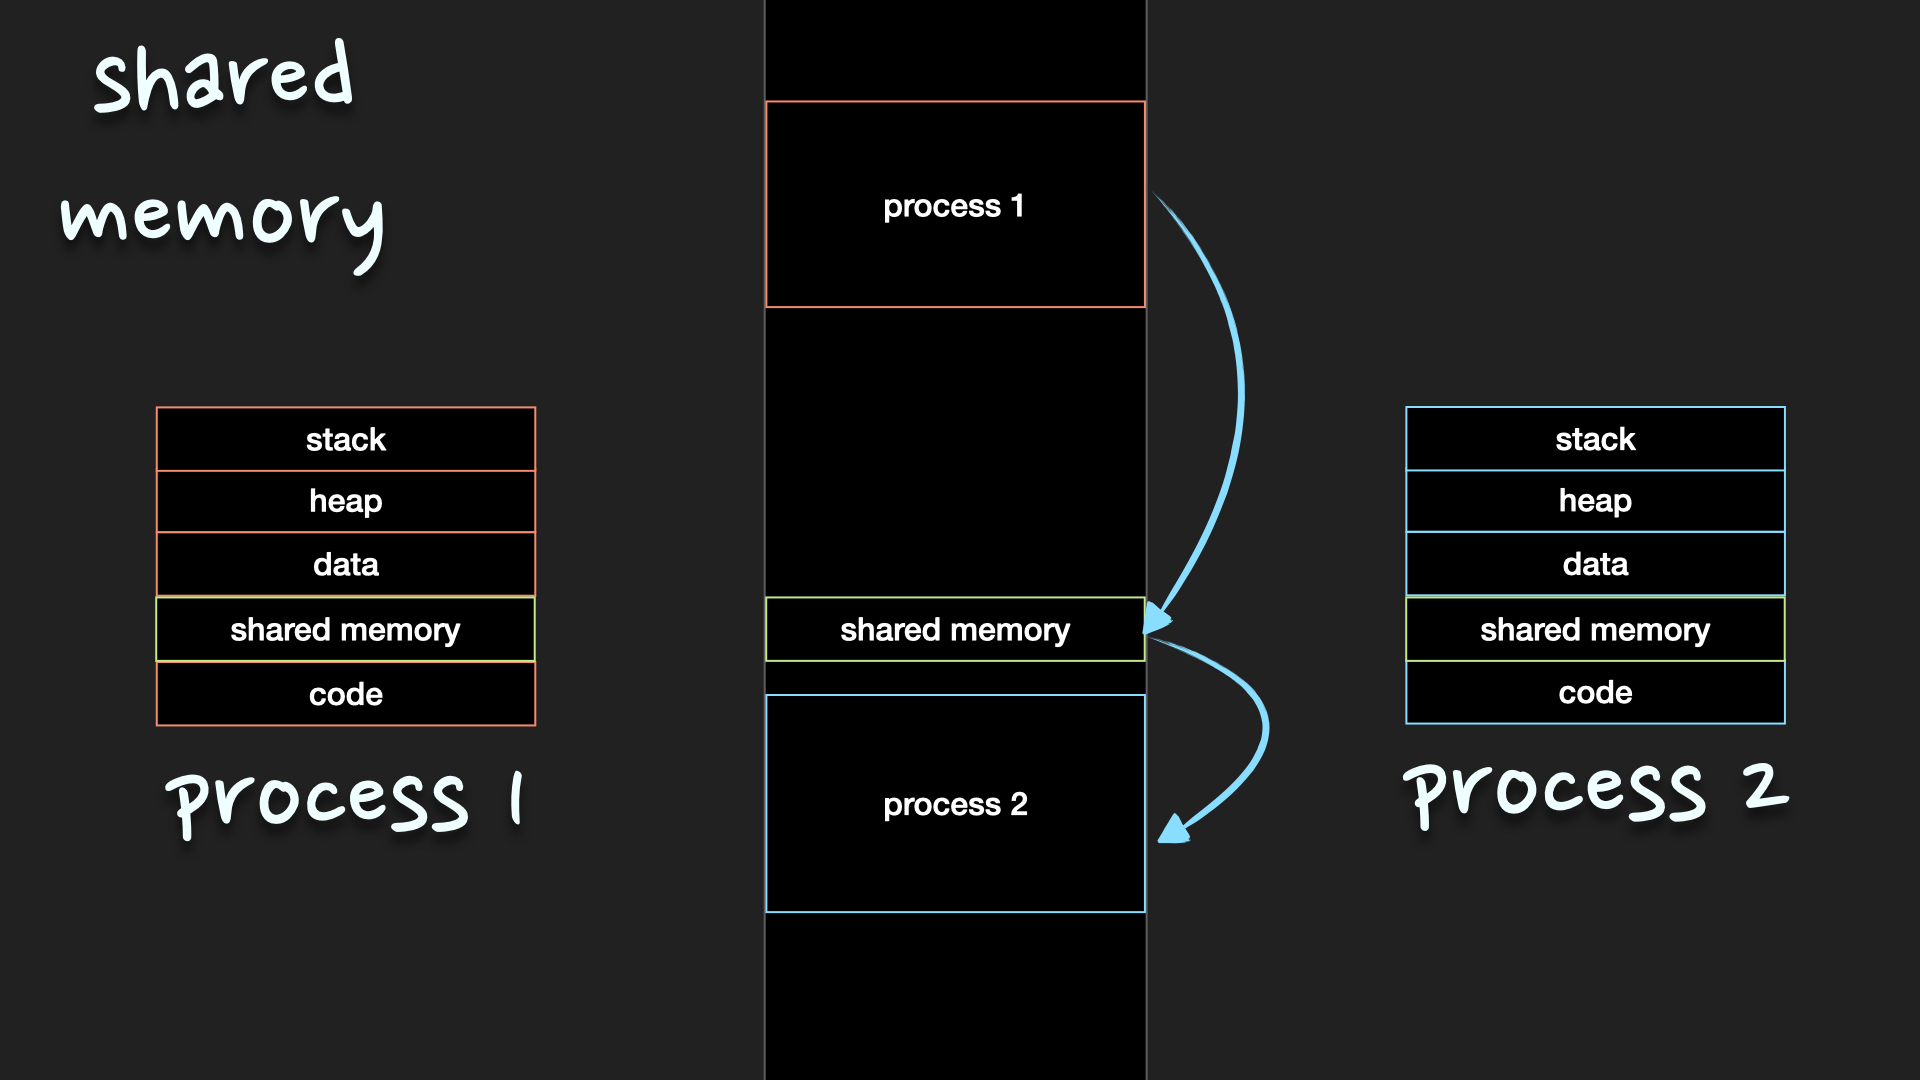 shared
memory
stack
heap
data
shared memory
code
process 1
process 1
shared memory
process 2
stack
heap
data
shared memory
code
process 2